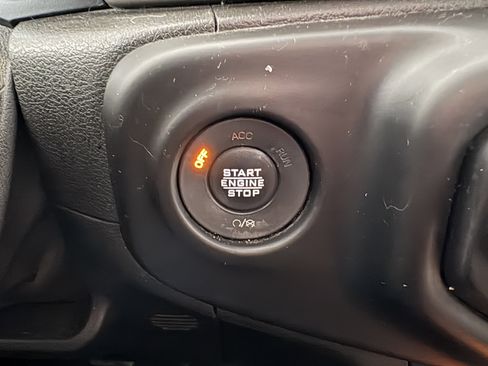 ACC
OFF
RUN
START
ENGINE
STOP